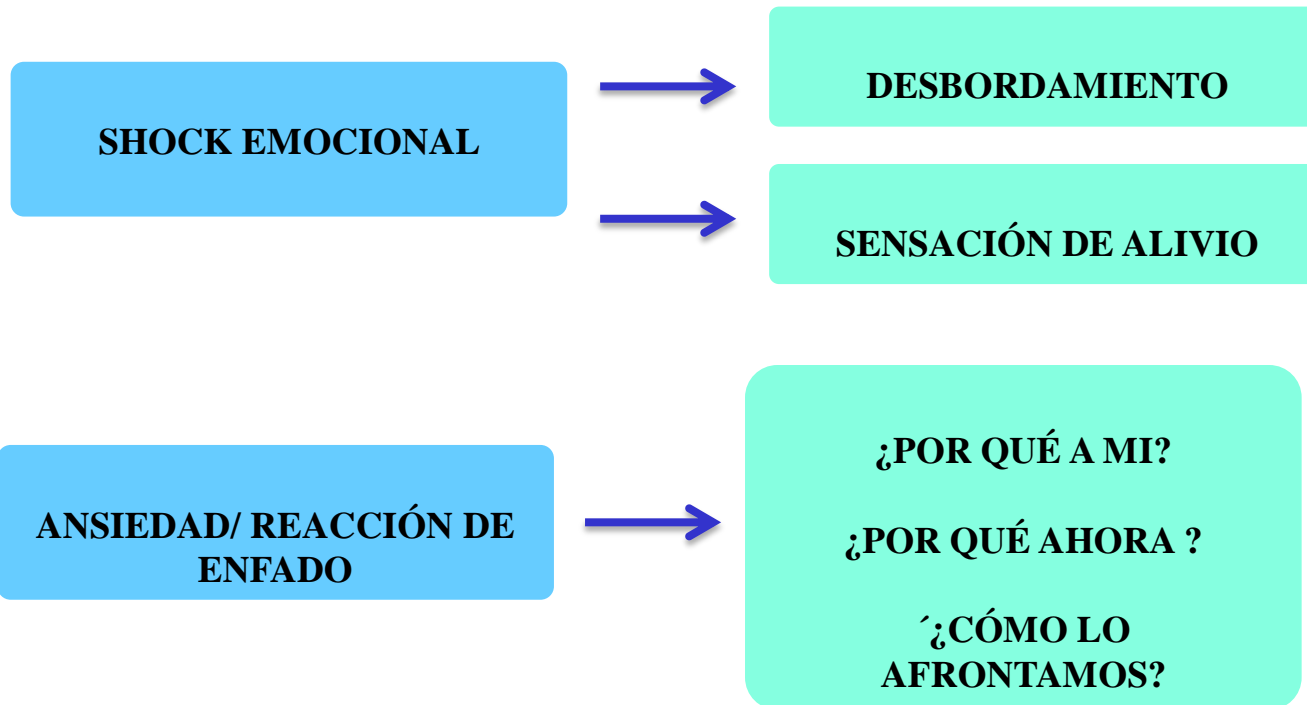 DESBORDAMIENTO
SHOCK EMOCIONAL
SENSACIÓN DE ALIVIO
ANSIEDAD/ REACCIÓN DE
ENFADO
¿POR QUÉ A MI?
¿POR QUÉ AHORA ?
´¿CÓMO LO
AFRONTAMOS?